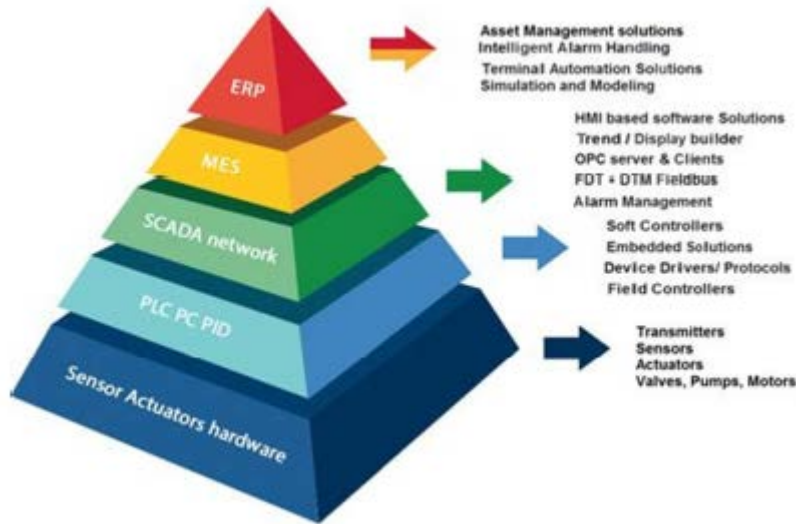 ERP
MES
SCADA network
PLC PC PID
Sensor Actuators hardware
Asset Management solutions
Intelligent Alarm Handling
Terminal Automation Solutions
Simulation and Modeling
HMI based software Solutions
Trend / Display builder
OPC server & Clients
FDT + DTM Fieldbus
Alarm Management
Soft Controllers
Embedded Solutions
Device Drivers/ Protocols
Field Controllers
Transmitters
Sensors
Actuators
Valves, Pumps, Motors